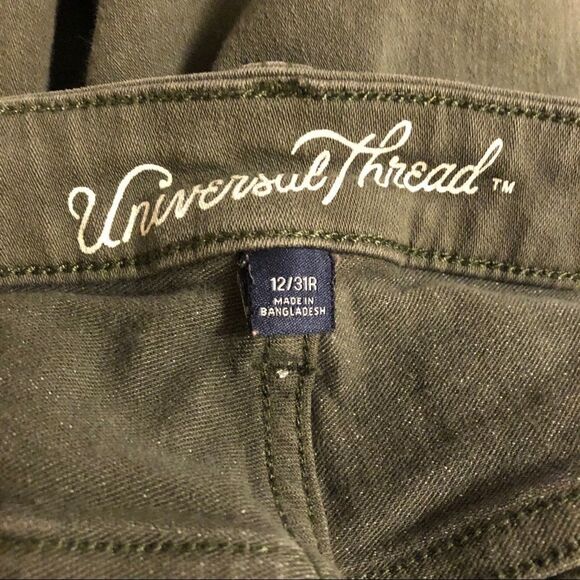 Universal Thread™
12/31R
MADE IN
BANGLADESH